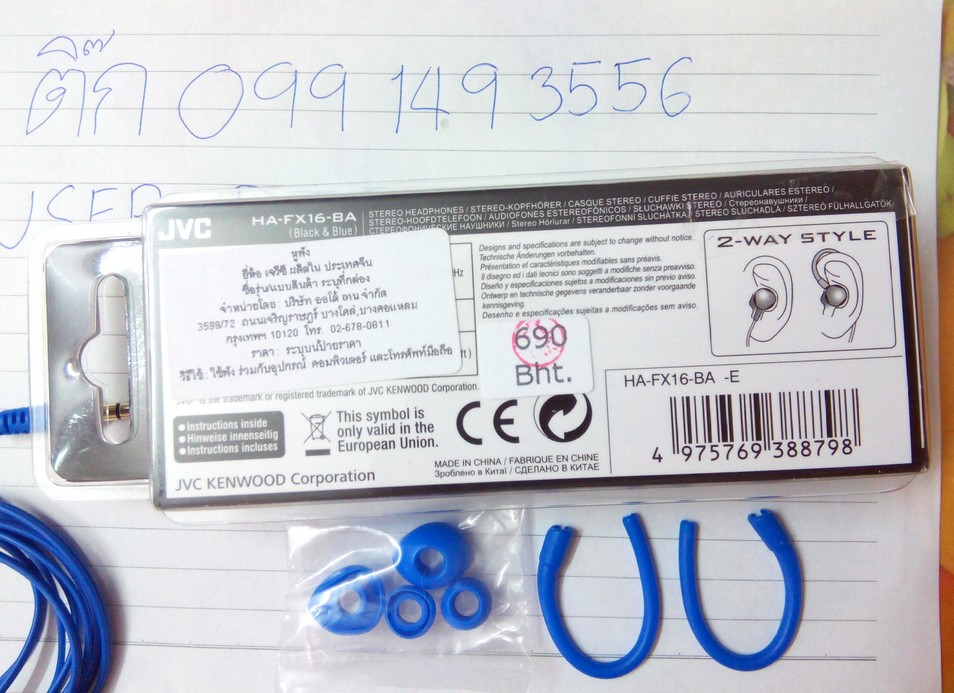 ติ๊ก 099 149 3556
USER
JVC
HA-FX16-BA
(Black & Blue)
STEREO HEADPHONES / STEREO-KOPFHÖRER / CASQUE STEREO / CUFFIE STEREO / AURICULARES ESTEREO /
STEREO-HOOFDTELEFOON / AUDIOFONES ESTEREOFÓNICOS / SŁUCHAWKI STEREO / Стереонавушники /
СТЕРЕОФОНИЧЕСКИЕ НАУШНИКИ / Stereo Hörlurar / STEREOFONNÍ SLUCHÁTKA / STEREO SLÚCHADLÁ / SZTEREÓ FÜLHALLGATÓK
หูฟัง
ยี่ห้อ เจวีซี ผลิตใน ประเทศจีน
ชื่อรุ่น/แบบสินค้า ระบุที่กล่อง
จำหน่ายโดย : บริษัท ออโด้ เทน จำกัด
3599/72 ถนนเจริญราษฎร์ บางโคล่,บางคอแหลม
กรุงเทพฯ 10120 โทร. 02-678-0811
ราคา : ระบุบนป้ายราคา
วิธีใช้ : ใช้ฟัง ร่วมกับอุปกรณ์ คอมพิวเตอร์ และโทรศัพท์มือถือ
Hz
Designs and specifications are subject to change without notice.
Technische Änderungen vorbehalten.
Présentation et caractéristiques modifiables sans préavis.
Il disegno ed i dati tecnici sono soggetti a modifiche senza preavviso.
Diseño y especificaciones sujetos a modificaciones sin previo aviso.
Ontwerp en technische gegevens veranderbaar zonder voorgaande
kennisgeving.
Desenho e especificações sujeitas a modificações sem aviso.
2-WAY STYLE
690
Bht.
is the trademark or registered trademark of JVC KENWOOD Corporation.
• Instructions inside
• Hinweise innenseitig
• Instructions incluses
This symbol is
only valid in the
European Union.
CE
MADE IN CHINA / FABRIQUE EN CHINE
Зроблено в Китаї / СДЕЛАНО В КИТАЕ
JVC KENWOOD Corporation
HA-FX16-BA -E
4 975769 388798